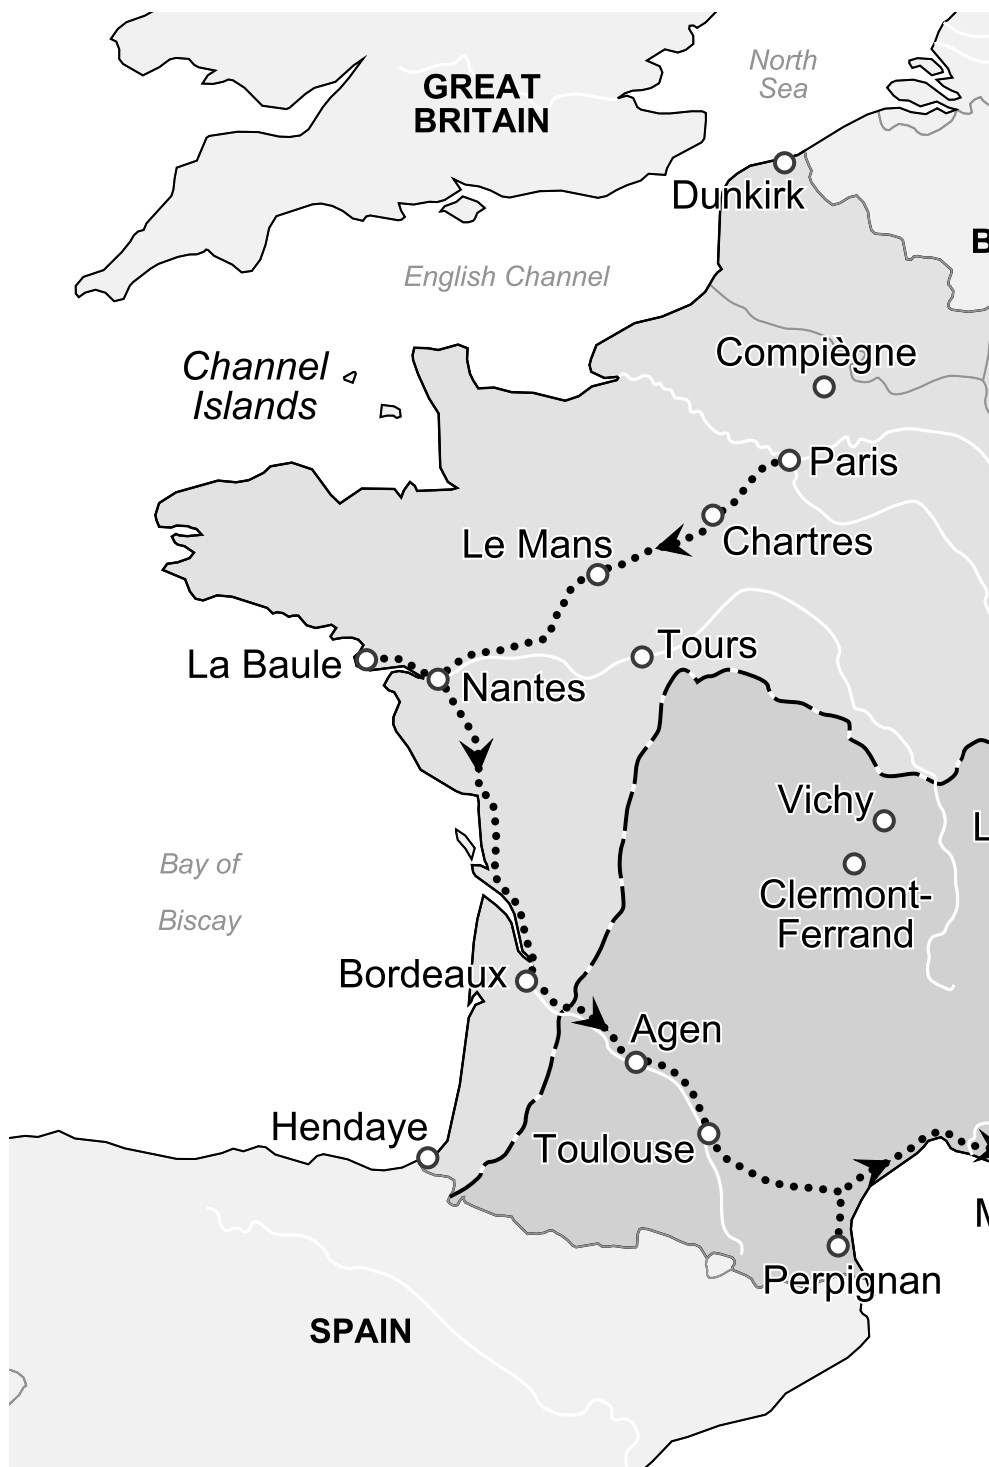 North
Sea
GREAT
BRITAIN
Dunkirk
B
English Channel
Compiègne
Channel
Islands
Paris
Chartres
Le Mans
Tours
La Baule
Nantes
Vichy
L
Bay of
Biscay
Clermont-
Ferrand
Bordeaux
Agen
Hendaye
Toulouse
M
Perpignan
SPAIN